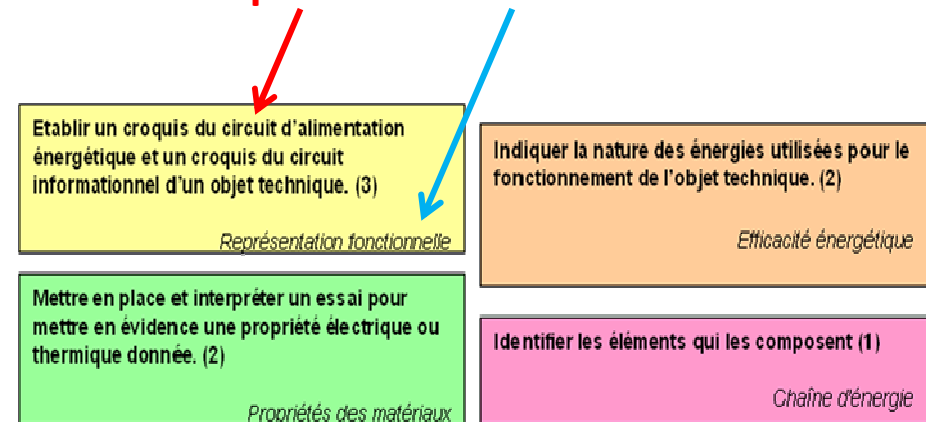 Etablir un croquis du circuit d'alimentation
énergétique et un croquis du circuit
informationnel d'un objet technique. (3)
Représentation fonctionnelle
Indiquer la nature des énergies utilisées pour le
fonctionnement de l'objet technique. (2)
Efficacité énergétique
Mettre en place et interpréter un essai pour
mettre en évidence une propriété électrique ou
thermique donnée. (2)
Propriétés des matériaux
Identifier les éléments qui les composent (1)
Chaîne d'énergie